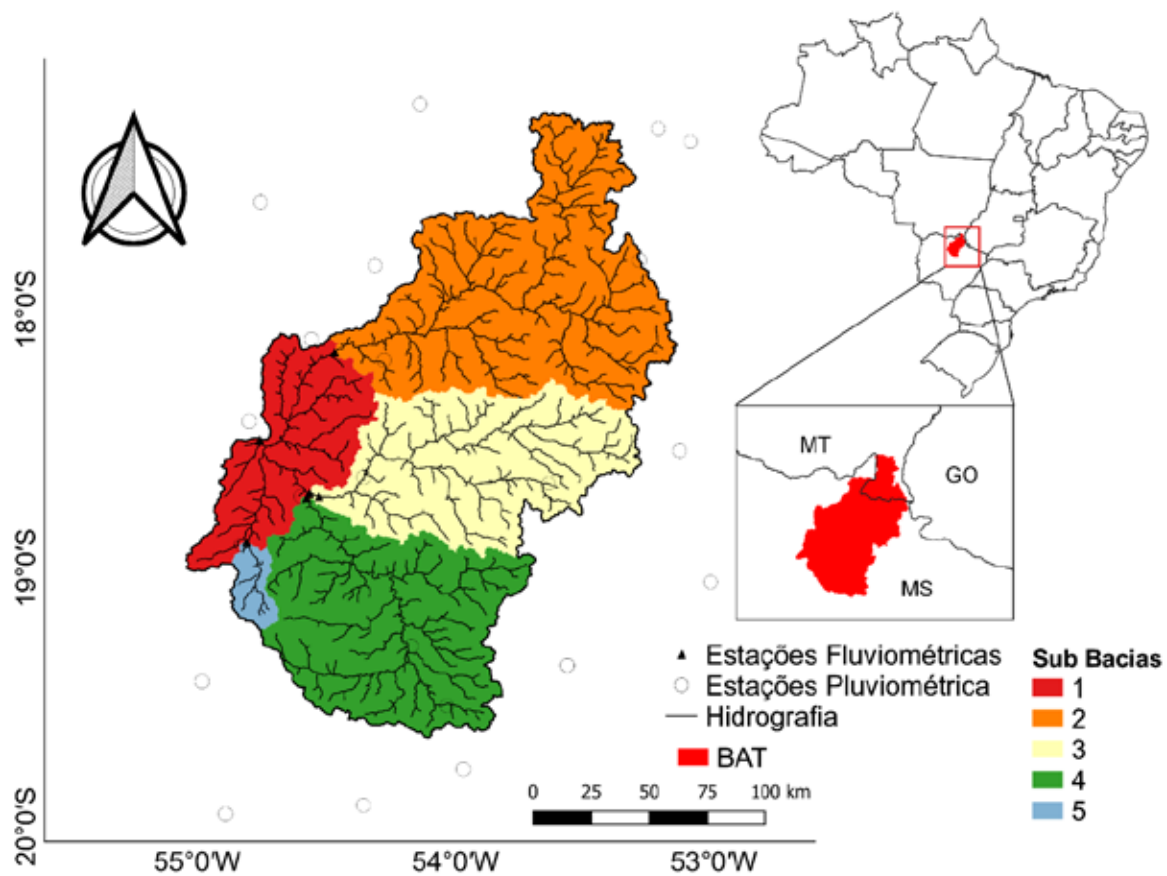 18°0'S
19°0'S
20°0'S
55°0'W
54°0'W
53°0'W
MT
GO
MS
Estações Fluviométricas
Estações Pluviométrica
Hidrografia
BAT
0 25 50 75 100 km
Sub Bacias
1
2
3
4
5